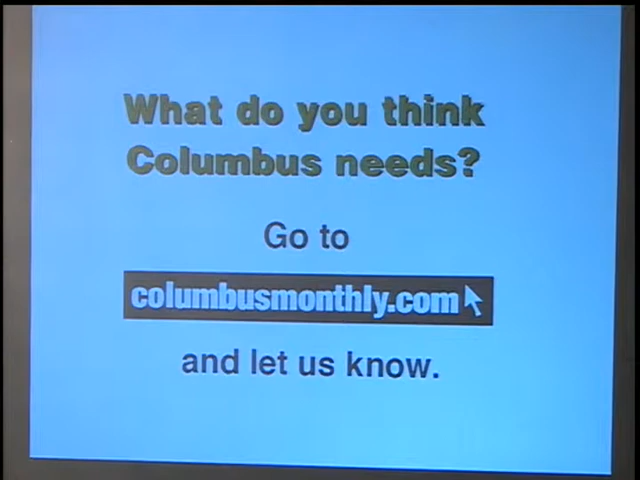 What do you think
Columbus needs?
Go to
columbusmonthly.com
and let us know.